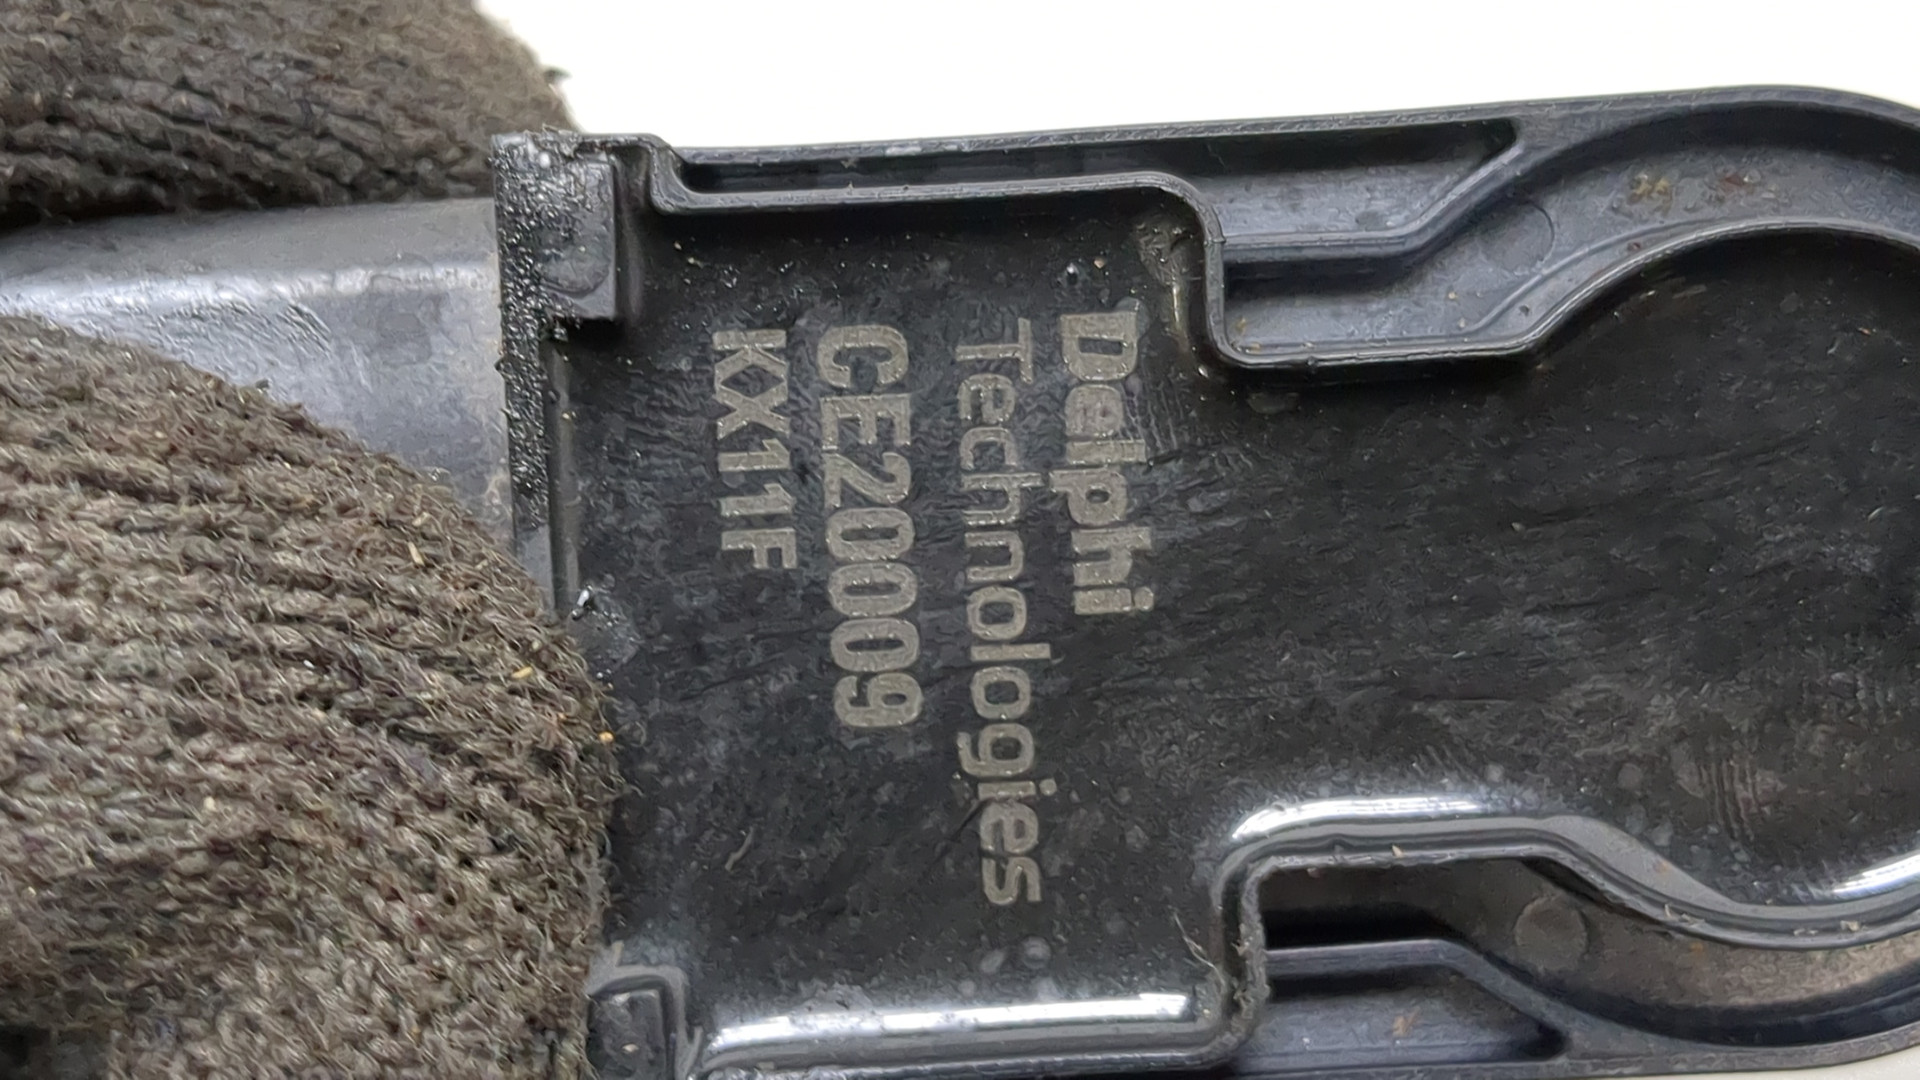 Delphi
Technologies
CE20009
KX11F